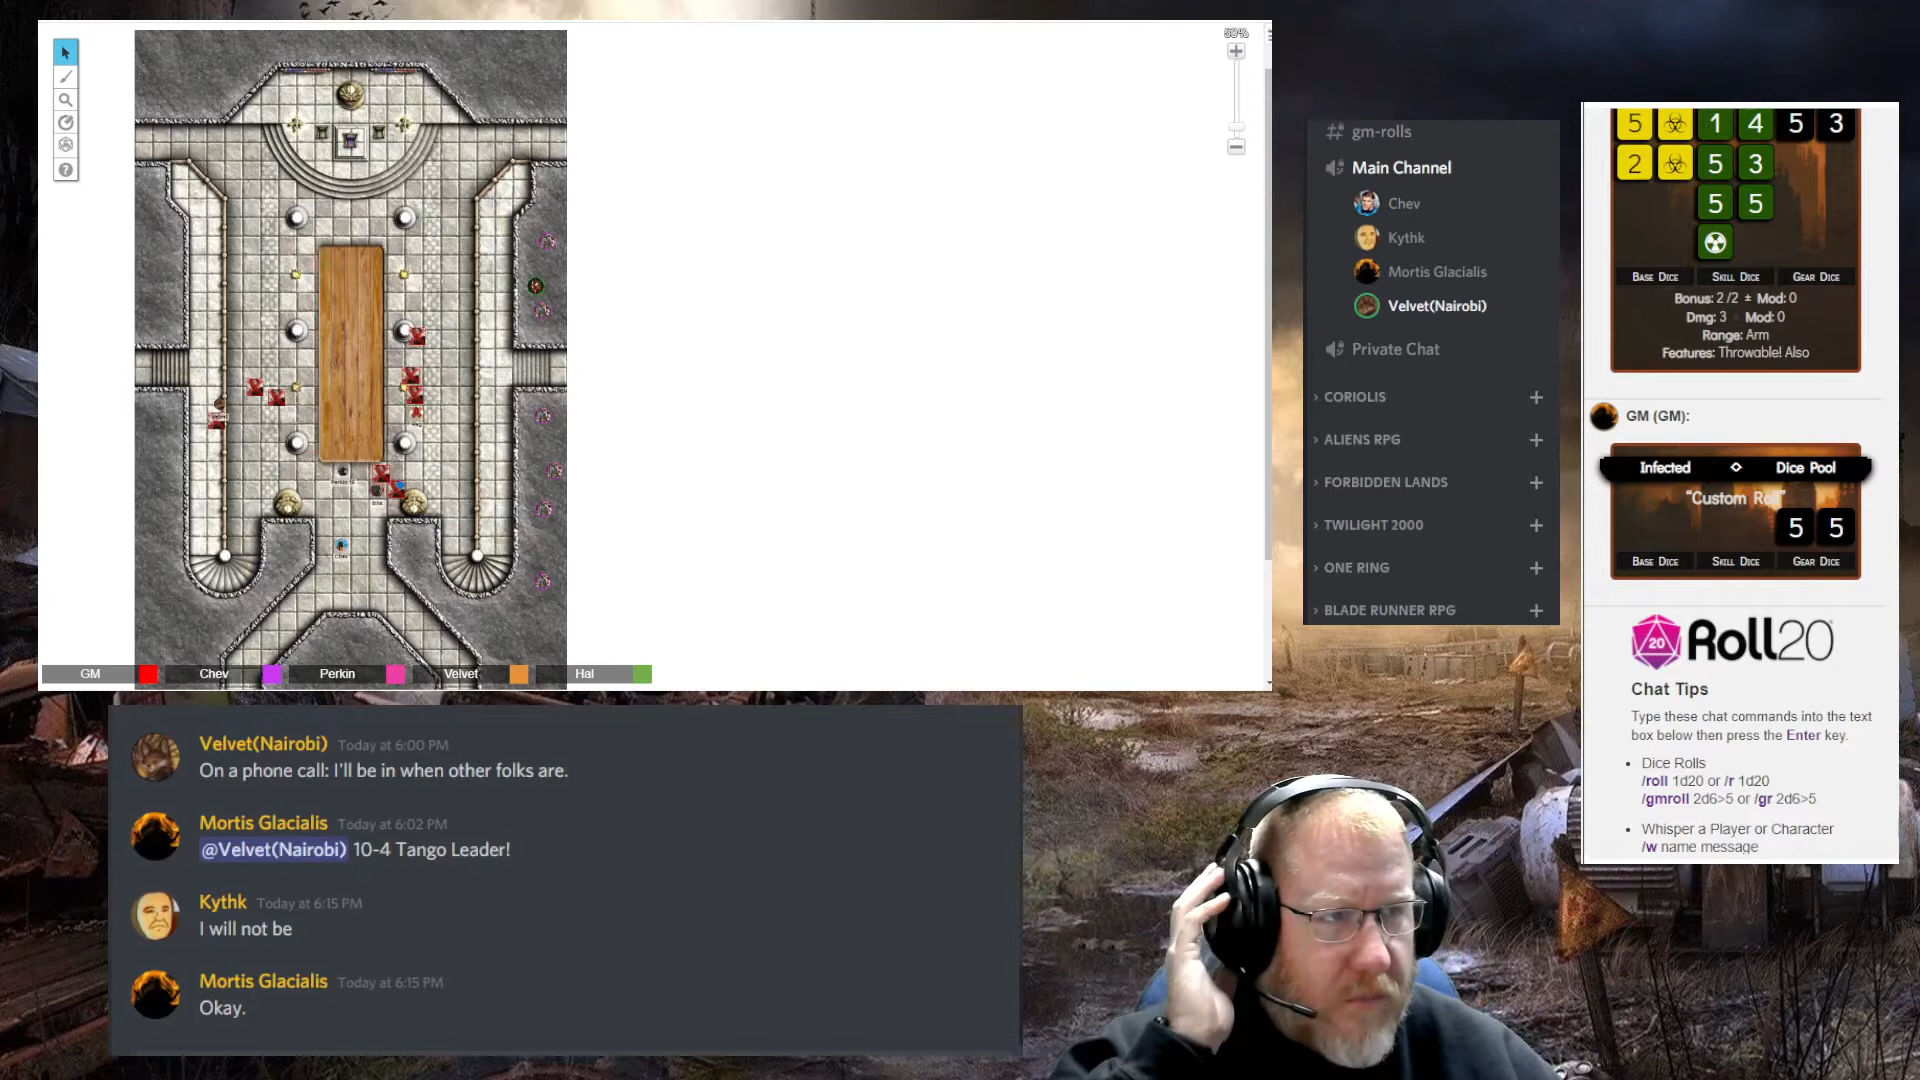 50%
Perkin
Chev
GM
Chev
Perkin
Velvet
Hal
gm-rolls
Main Channel
Chev
Kythk
Mortis Glacialis
Velvet(Nairobi)
Private Chat
CORIOLIS
ALIENS RPG
FORBIDDEN LANDS
TWILIGHT 2000
ONE RING
BLADE RUNNER RPG
5 1 4 5 3
2 5 3
5 5
BASE DICE SKILL DICE GEAR DICE
Bonus: 2 /2 ± Mod: 0
Dmg: 3 Mod: 0
Range: Arm
Features: Throwable! Also
GM (GM):
Infected Dice Pool
"Custom Roll"
5 5
BASE DICE SKILL DICE GEAR DICE
20 Roll20
Chat Tips
Type these chat commands into the text
box below then press the Enter key.
• Dice Rolls
/roll 1d20 or /r 1d20
/gmroll 2d6>5 or /gr 2d6>5
• Whisper a Player or Character
/w name message
Velvet(Nairobi) Today at 6:00 PM
On a phone call: I'll be in when other folks are.
Mortis Glacialis Today at 6:02 PM
@Velvet(Nairobi) 10-4 Tango Leader!
Kythk Today at 6:15 PM
I will not be
Mortis Glacialis Today at 6:15 PM
Okay.